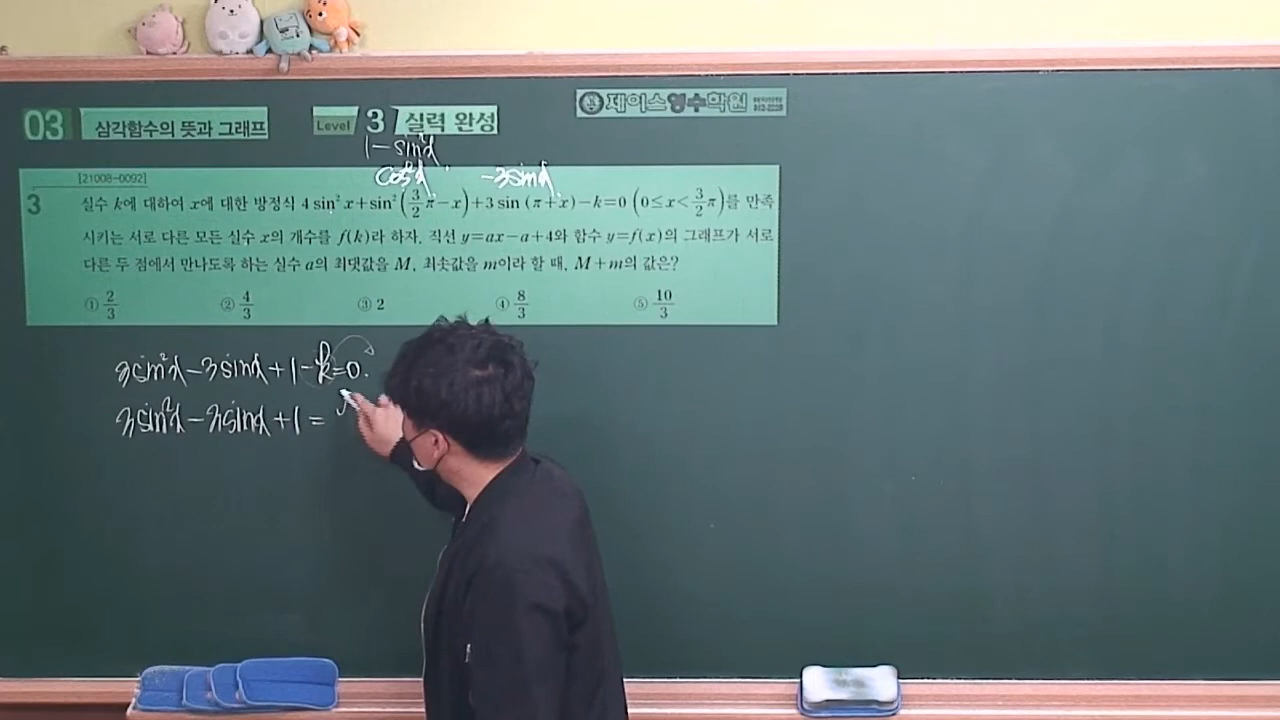 제이스영수학원
03 삼각함수의 뜻과 그래프 Level 3 실력 완성
1-sin²x
cos²x -3sinx
[21008-0092]
3 실수 k에 대하여 x에 대한 방정식 4 sin² x+sin²(3/2 π-x)+3 sin (π+x)-k=0 (0≤x<3/2 π)를 만족
시키는 서로 다른 모든 실수 x의 개수를 f(k)라 하자. 직선 y=ax-a+4와 함수 y=f(x)의 그래프가 서로
다른 두 점에서 만나도록 하는 실수 a의 최댓값을 M, 최솟값을 m이라 할 때, M+m의 값은?
① 2/3 ② 4/3 ③ 2 ④ 8/3 ⑤ 10/3
3sin²x-3sinx+1-k=0.
3sin²x-3sinx+1=